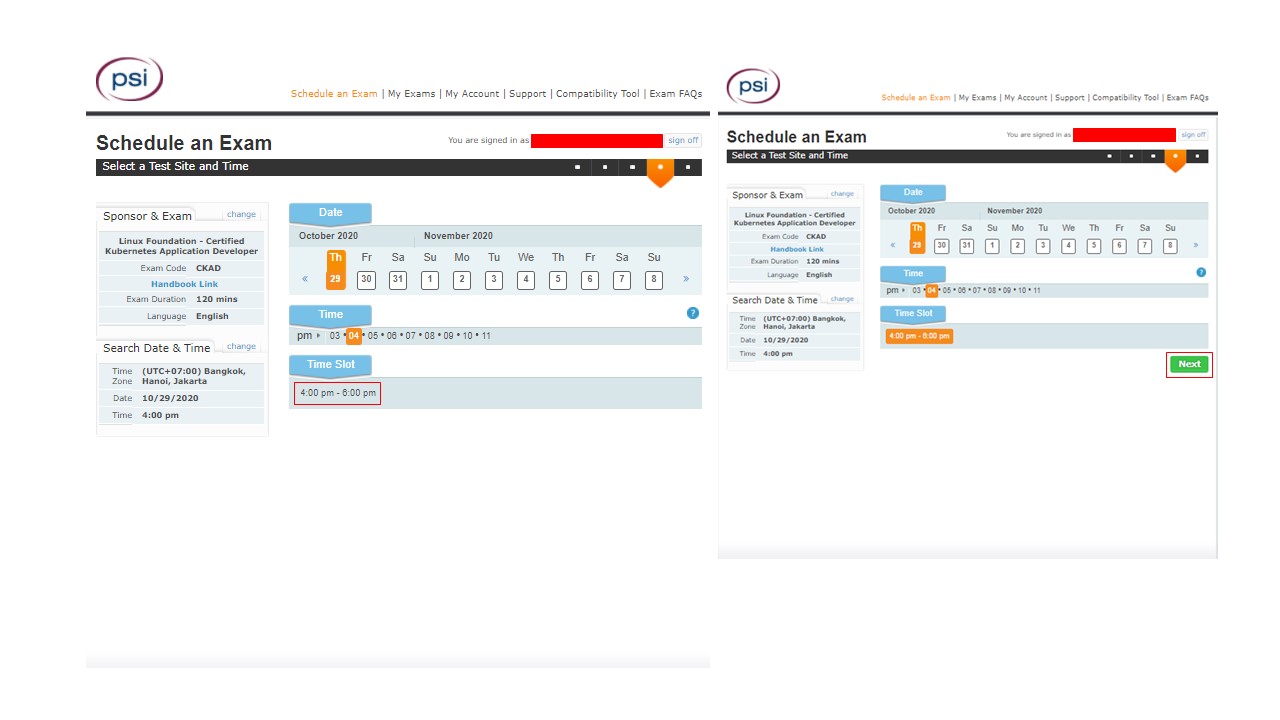 psi
Schedule an Exam | My Exams | My Account | Support | Compatibility Tool | Exam FAQs
Schedule an Exam
You are signed in as
sign off
Select a Test Site and Time
Sponsor & Exam
change
Linux Foundation - Certified
Kubernetes Application Developer
Exam Code CKAD
Handbook Link
Exam Duration 120 mins
Language English
Search Date & Time
change
Time Zone (UTC+07:00) Bangkok, Hanoi, Jakarta
Date 10/29/2020
Time 4:00 pm
Date
October 2020 November 2020
Th Fr Sa Su Mo Tu We Th Fr Sa Su
« 29 30 31 1 2 3 4 5 6 7 8 »
Time
?
pm 03 • 04 • 05 • 06 • 07 • 08 • 09 • 10 • 11
Time Slot
4:00 pm - 6:00 pm
psi
Schedule an Exam | My Exams | My Account | Support | Compatibility Tool | Exam FAQs
Schedule an Exam
You are signed in as
sign off
Select a Test Site and Time
Sponsor & Exam
change
Linux Foundation - Certified
Kubernetes Application Developer
Exam Code CKAD
Handbook Link
Exam Duration 120 mins
Language English
Search Date & Time
change
Time Zone (UTC+07:00) Bangkok, Hanoi, Jakarta
Date 10/29/2020
Time 4:00 pm
Date
October 2020 November 2020
Th Fr Sa Su Mo Tu We Th Fr Sa Su
« 29 30 31 1 2 3 4 5 6 7 8 »
Time
?
pm 03 • 04 • 05 • 06 • 07 • 08 • 09 • 10 • 11
Time Slot
4:00 pm - 6:00 pm
Next